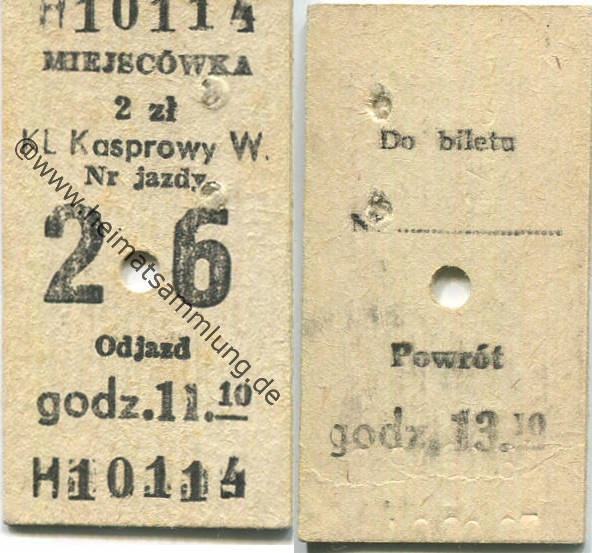 H10114
MIEJSCÓWKA
2 zł
KL Kasprowy W.
Nr jazdy
26
Odjazd
godz. 11.10
H10114
©www.heimatsammlung.de
Do biletu
Powrót
godz. 13.10